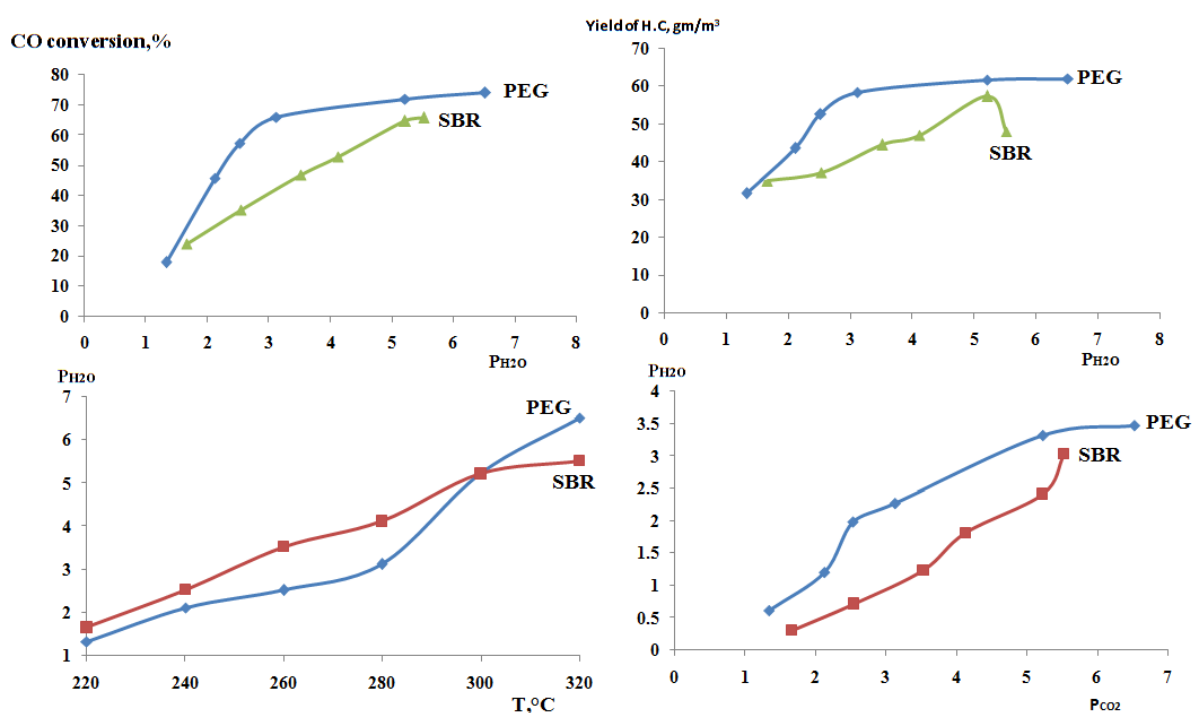 CO conversion,%
80
70
60
50
40
30
20
10
0
PEG
SBR
0 1 2 3 4 5 6 7 8
PH2O
Yield of H.C, gm/m³
70
60
50
40
30
20
10
0
PEG
SBR
0 1 2 3 4 5 6 7 8
PH2O
PH2O
7
6
5
4
3
2
1
PEG
SBR
220 240 260 280 300 320
T,°C
PH2O
4
3.5
3
2.5
2
1.5
1
0.5
0
PEG
SBR
0 1 2 3 4 5 6 7
PCO2